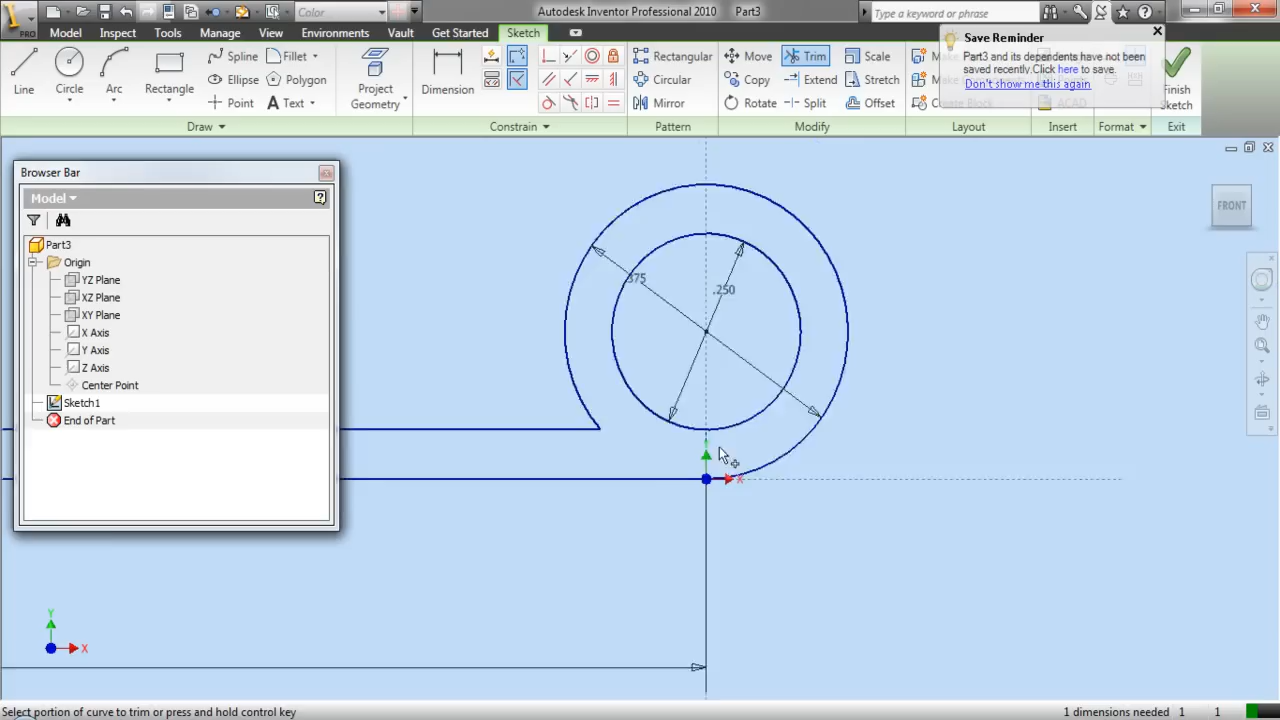 Color
Autodesk Inventor Professional 2010
Part3
Type a keyword or phrase
PRO
Model
Inspect
Tools
Manage
View
Environments
Vault
Get Started
Sketch
Save Reminder
Part3 and its dependents have not been
saved recently.Click here to save.
Don't show me this again
Line
Circle
Arc
Rectangle
Spline
Fillet
Ellipse
Polygon
Point
Text
Project
Geometry
Dimension
Rectangular
Circular
Mirror
Move
Trim
Scale
Copy
Extend
Stretch
Rotate
Split
Offset
ACAD
Finish
Sketch
Draw
Constrain
Pattern
Modify
Layout
Insert
Format
Exit
Browser Bar
Model
Part3
Origin
YZ Plane
XZ Plane
XY Plane
X Axis
Y Axis
Z Axis
Center Point
Sketch1
End of Part
FRONT
.375
.250
X
Y
X
Select portion of curve to trim or press and hold control key
1 dimensions needed
1
1